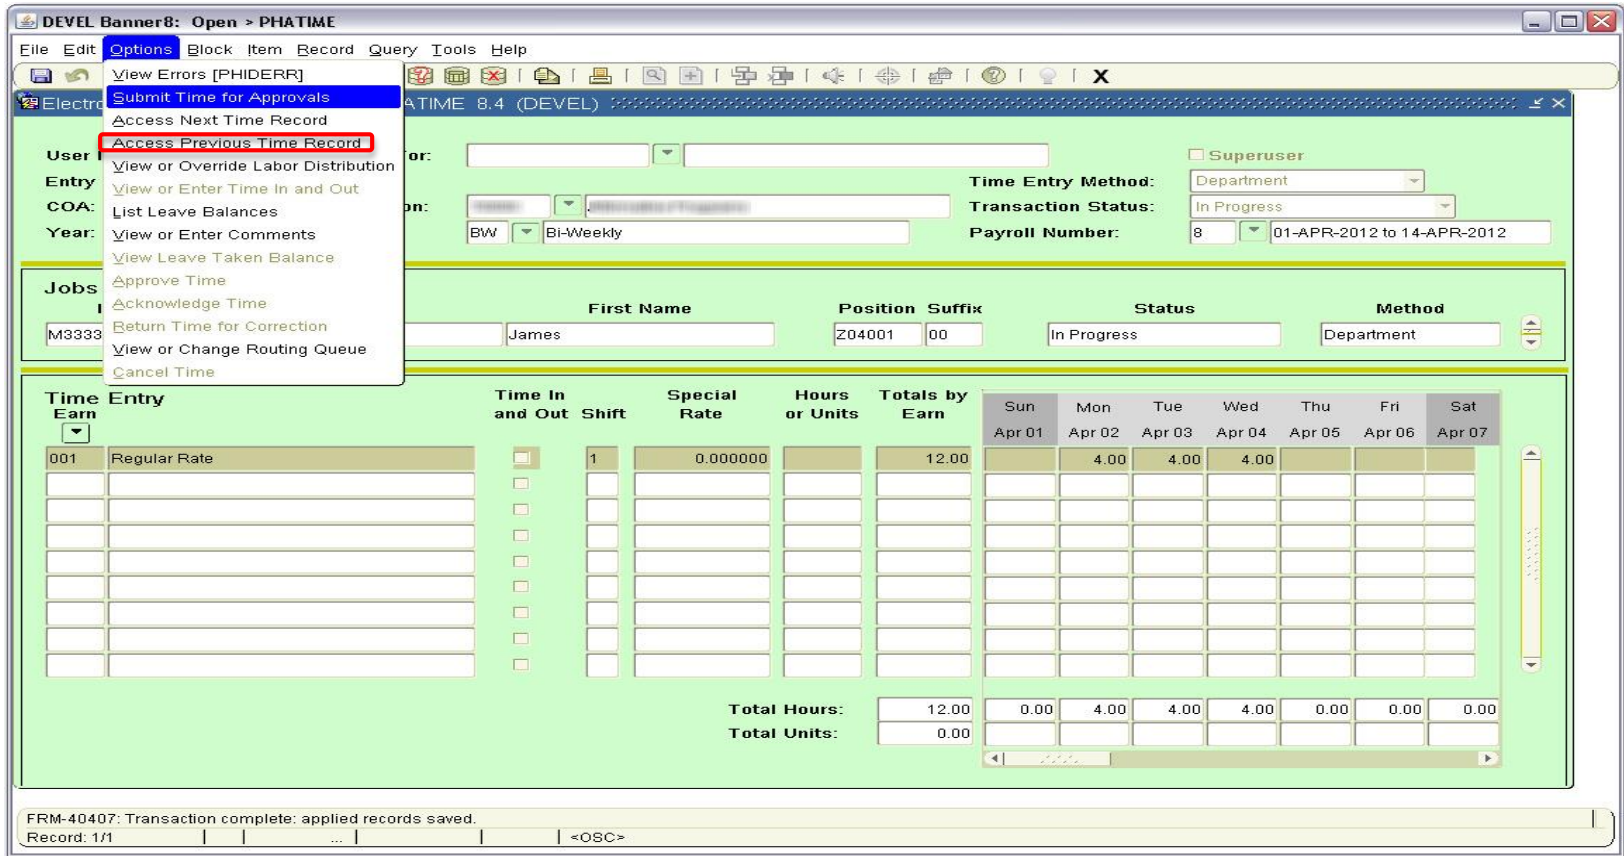 DEVEL Banner8: Open > PHATIME
File Edit Options Block Item Record Query Tools Help
View Errors [PHIDERR]
X
Electro ATIME 8.4 (DEVEL)
Submit Time for Approvals
Access Next Time Record
Access Previous Time Record
View or Override Labor Distribution
View or Enter Time In and Out
List Leave Balances
View or Enter Comments
View Leave Taken Balance
Approve Time
Acknowledge Time
Return Time for Correction
View or Change Routing Queue
Cancel Time
User or: Superuser
Entry Time Entry Method: Department
COA: on: Transaction Status: In Progress
Year: BW Bi-Weekly Payroll Number: 8 01-APR-2012 to 14-APR-2012
Jobs
First Name Position Suffix Status Method
M3333 James Z04001 00 In Progress Department
Time Entry Time In Special Hours Totals by
Earn and Out Shift Rate or Units Earn
Sun Mon Tue Wed Thu Fri Sat
Apr 01 Apr 02 Apr 03 Apr 04 Apr 05 Apr 06 Apr 07
001 Regular Rate 1 0.000000 12.00 4.00 4.00 4.00
Total Hours: 12.00 0.00 4.00 4.00 4.00 0.00 0.00 0.00
Total Units: 0.00
FRM-40407: Transaction complete: applied records saved.
Record: 1/1 ... <OSC>